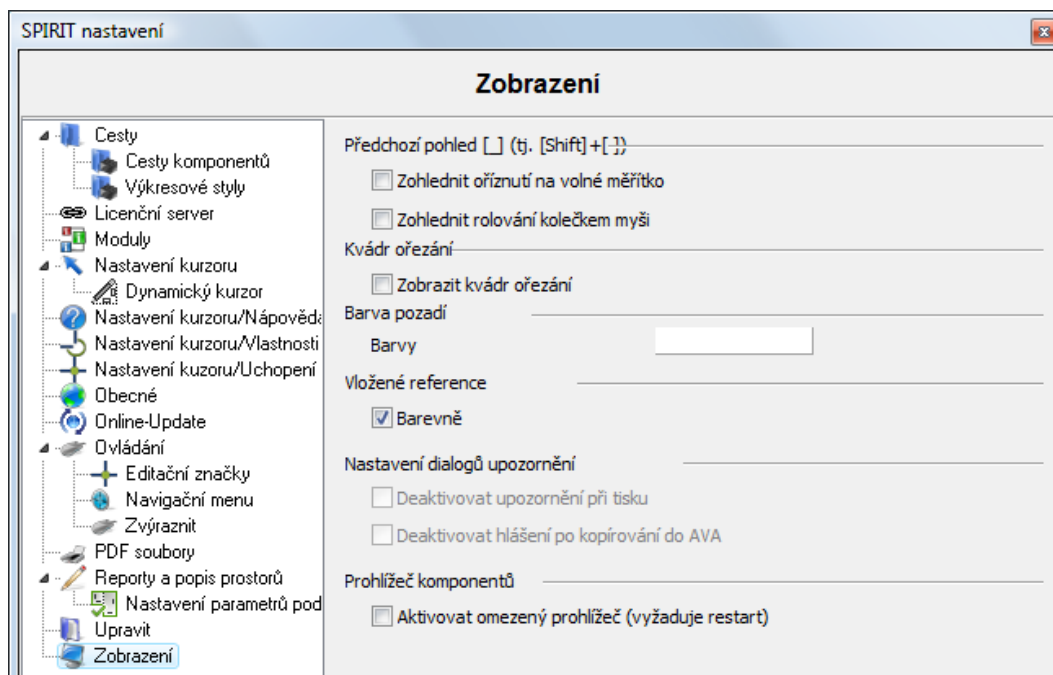 SPIRIT nastavení
Zobrazení
Cesty
Cesty komponentů
Výkresové styly
Licenční server
Moduly
Nastavení kurzoru
Dynamický kurzor
Nastavení kurzoru/Nápověda
Nastavení kurzoru/Vlastnosti
Nastavení kuzoru/Uchopení
Obecné
Online-Update
Ovládání
Editační značky
Navigační menu
Zvýraznit
PDF soubory
Reporty a popis prostorů
Nastavení parametrů pod
Upravit
Zobrazení
Předchozí pohled [_] (tj. [Shift]+[-])
Zohlednit oříznutí na volné měřítko
Zohlednit rolování kolečkem myši
Kvádr ořezání
Zobrazit kvádr ořezání
Barva pozadí
Barvy
Vložené reference
Barevně
Nastavení dialogů upozornění
Deaktivovat upozornění při tisku
Deaktivovat hlášení po kopírování do AVA
Prohlížeč komponentů
Aktivovat omezený prohlížeč (vyžaduje restart)